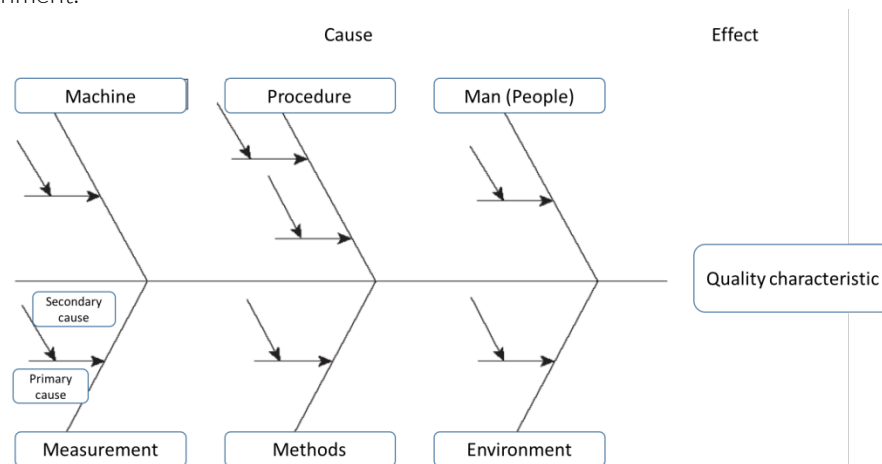 Cause
Effect
Machine
Procedure
Man (People)
Quality characteristic
Secondary
cause
Primary
cause
Measurement
Methods
Environment